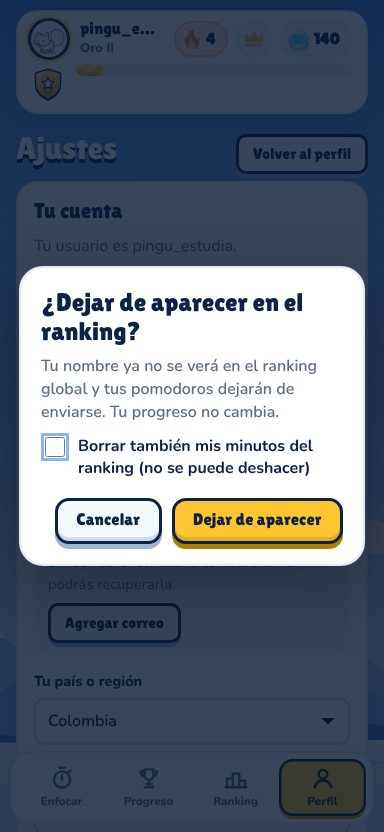 pingu_e...
Oro II
4
140
Ajustes
Volver al perfil
Tu cuenta
Tu usuario es pingu_estudia.
¿Dejar de aparecer en el
ranking?
Tu nombre ya no se verá en el ranking
global y tus pomodoros dejarán de
enviarse. Tu progreso no cambia.
Borrar también mis minutos del
ranking (no se puede deshacer)
Cancelar
Dejar de aparecer
podrás recuperarla.
Agregar correo
Tu país o región
Colombia
Enfocar
Progreso
Ranking
Perfil